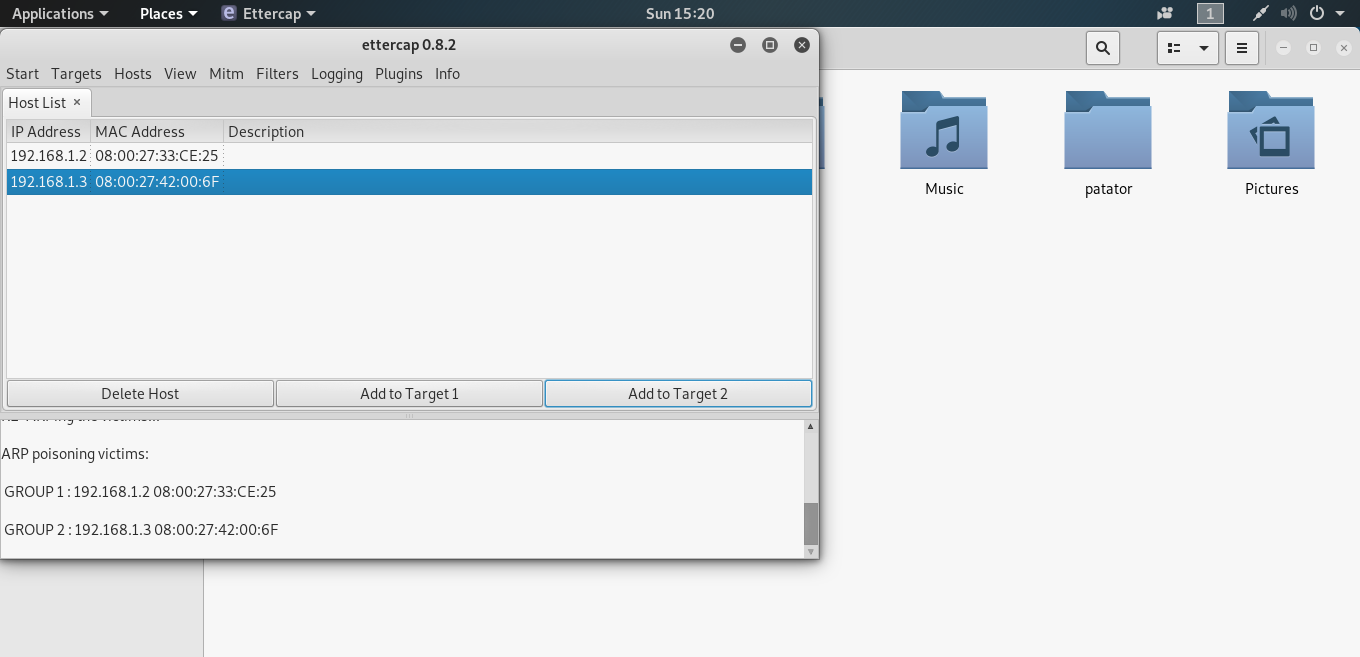 Applications Places Ettercap Sun 15:20 1
ettercap 0.8.2
Start Targets Hosts View Mitm Filters Logging Plugins Info
Host List ×
IP Address MAC Address Description
192.168.1.2 08:00:27:33:CE:25
192.168.1.3 08:00:27:42:00:6F
Delete Host Add to Target 1 Add to Target 2
ARP poisoning victims:
GROUP 1 : 192.168.1.2 08:00:27:33:CE:25
GROUP 2 : 192.168.1.3 08:00:27:42:00:6F
Music patator Pictures